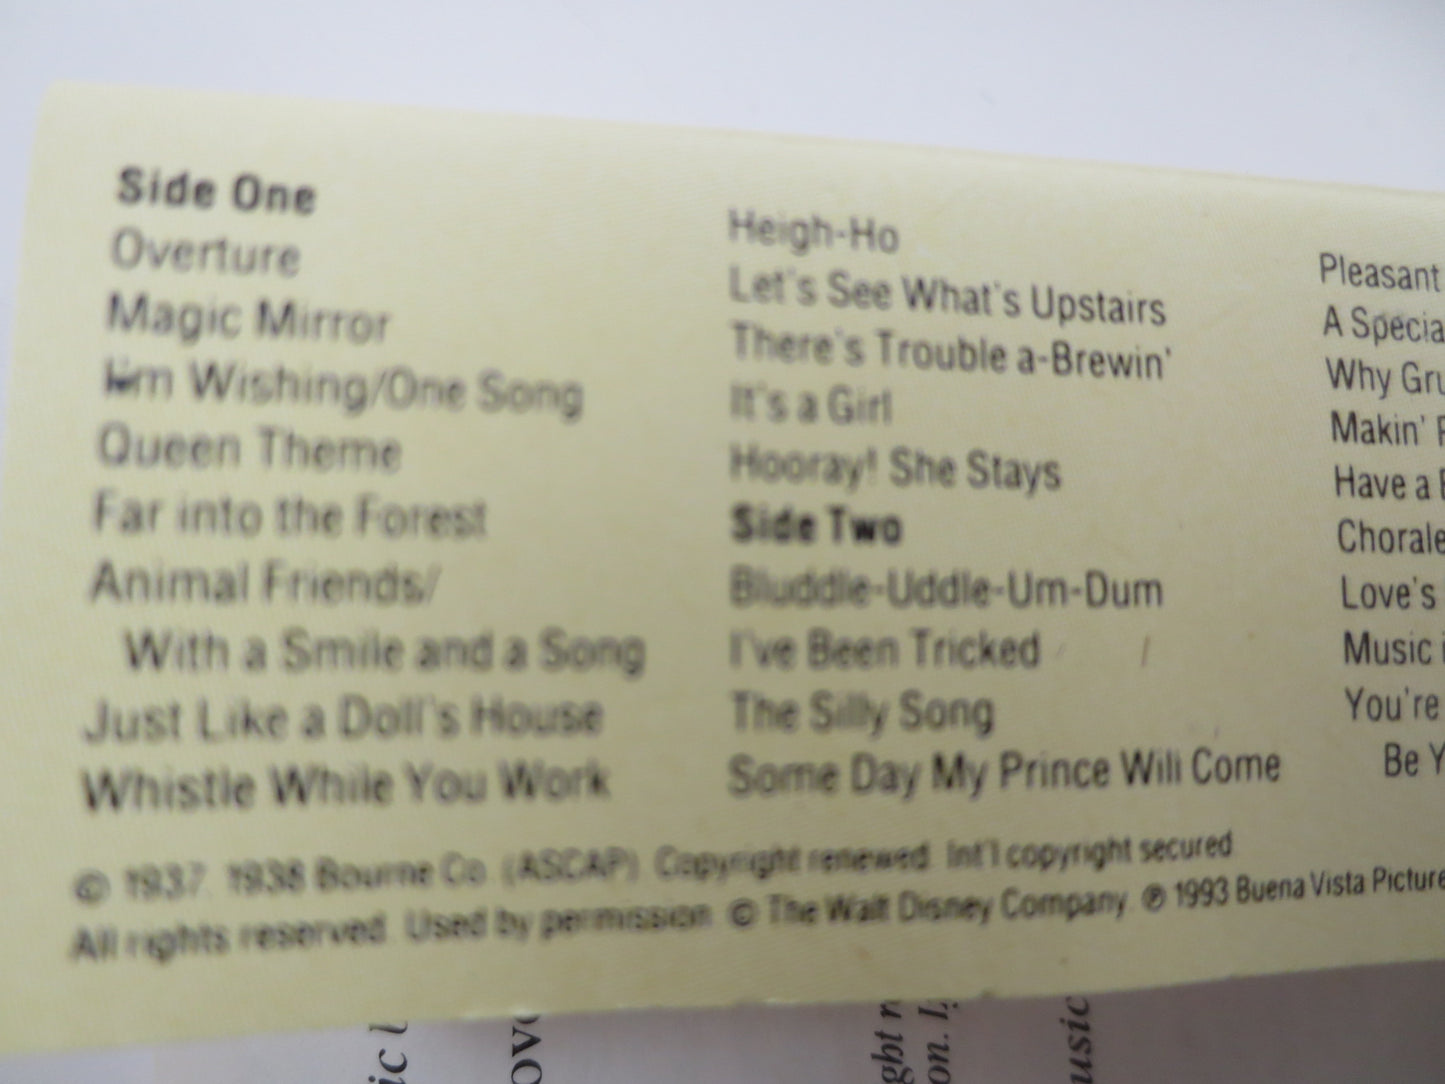 Side One
Overture
Magic Mirror
I'm Wishing/One Song
Queen Theme
Far into the Forest
Animal Friends/
With a Smile and a Song
Just Like a Doll's House
Whistle While You Work
Heigh-Ho
Let's See What's Upstairs
There's Trouble a-Brewin'
It's a Girl
Hooray! She Stays
Side Two
Bluddle-Uddle-Um-Dum
I've Been Tricked
The Silly Song
Some Day My Prince Will Come
Pleasant
A Specia
Why Gru
Makin'
Have a
Chorale
Love's
Music
You're
Be Y
© 1937, 1938 Bourne Co. (ASCAP). Copyright renewed. Int'l copyright secured.
All rights reserved. Used by permission. © The Walt Disney Company. ℗ 1993 Buena Vista Picture
ic
ove
ght n
on. I
usic